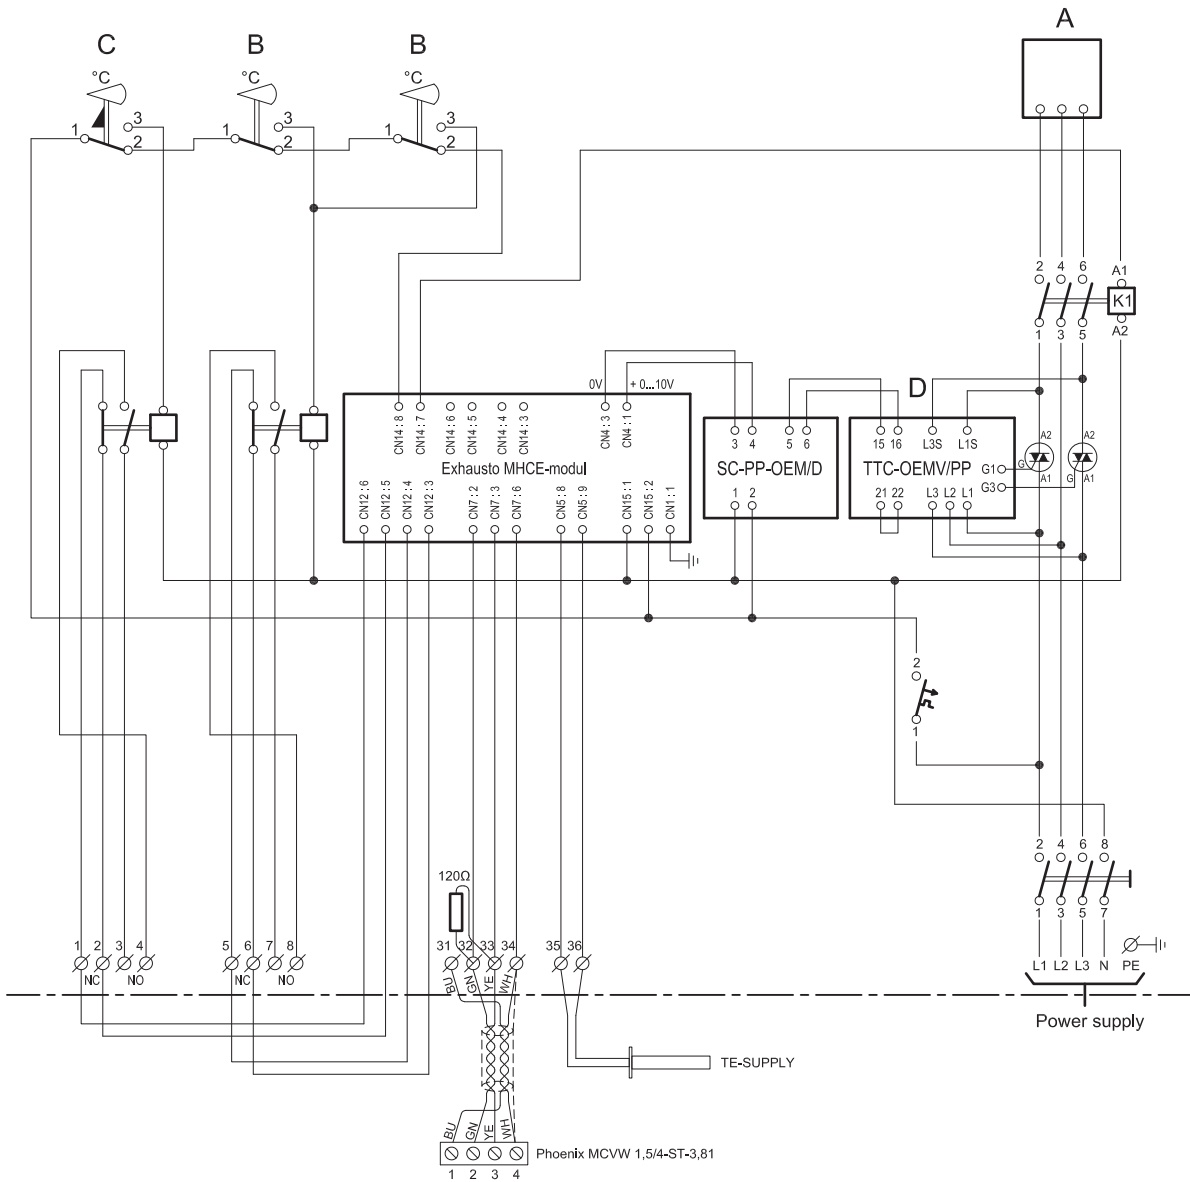 A
C B B
°C °C °C
1 3 2 1 3 2 1 3 2
2 4 6 A1
K1
1 3 5 A2
0V + 0...10V
D
CN14 : 8 CN14 : 7 CN14 : 6 CN14 : 5 CN14 : 4 CN14 : 3 CN4 : 3 CN4 : 1
3 4 5 6 15 16 L3S L1S
A2 A2
Exhausto MHCE-modul SC-PP-OEM/D TTC-OEMV/PP
G1 G
G3 G
A1 A1
CN12 : 6 CN12 : 5 CN12 : 4 CN12 : 3 CN7 : 2 CN7 : 3 CN7 : 6 CN5 : 8 CN5 : 9 CN15 : 1 CN15 : 2 CN1 : 1
1 2 21 22 L3 L2 L1
2
1
2 4 6 8
120Ω
1 3 5 7
1 2 3 4 5 6 7 8 31 32 33 34 35 36
L1 L2 L3 N PE
NC NO NC NO
BU GN YE WH
Power supply
TE-SUPPLY
BU GN YE WH
Phoenix MCVW 1,5/4-ST-3,81
1 2 3 4